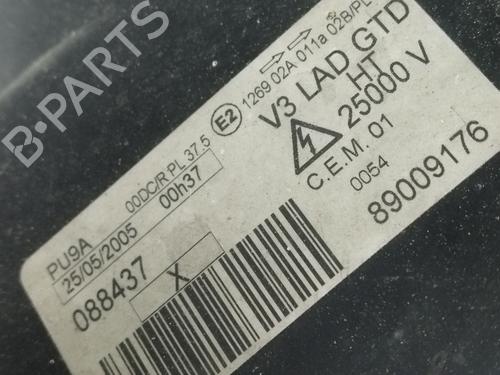 B-PARTS
E2
1269 02A 011a 02B/PL
V3 LAD GTD
HT
25000 V
C.E.M. 01
0054
89009176
00DC/R PL 37.5
00h37
PU9A
25/05/2005
088437
X